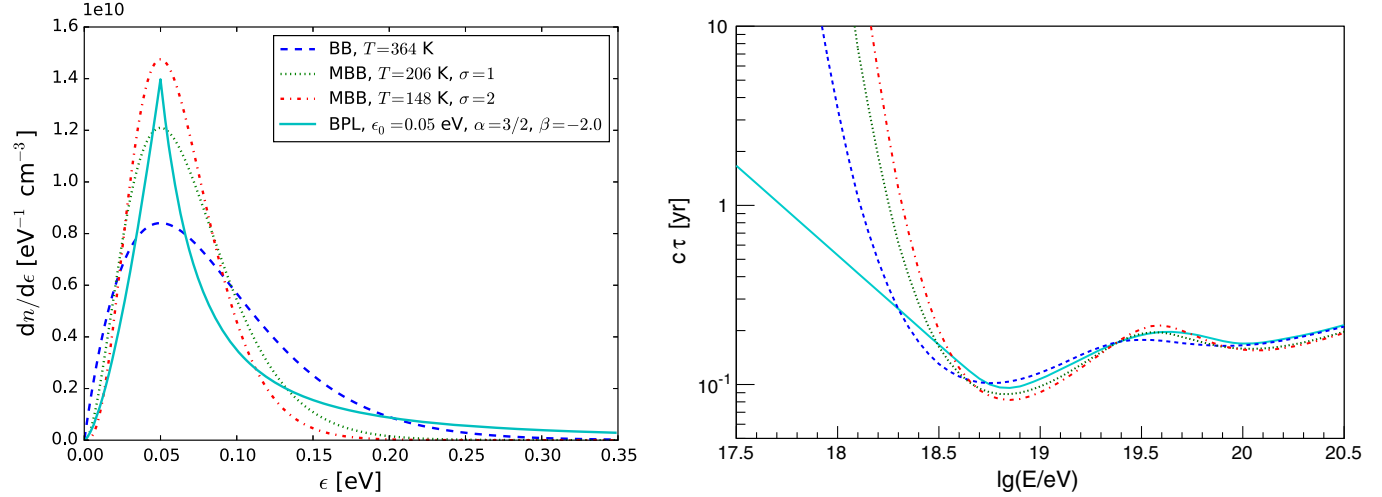 1e10
1.6
1.4
1.2
1.0
0.8
0.6
0.4
0.2
0.0
dn/dϵ [eV⁻¹ cm⁻³]
0.00 0.05 0.10 0.15 0.20 0.25 0.30 0.35
ϵ [eV]
BB, T=364 K
MBB, T=206 K, σ=1
MBB, T=148 K, σ=2
BPL, ϵ₀=0.05 eV, α=3/2, β=−2.0
10
1
10⁻¹
c τ [yr]
17.5 18 18.5 19 19.5 20 20.5
lg(E/eV)